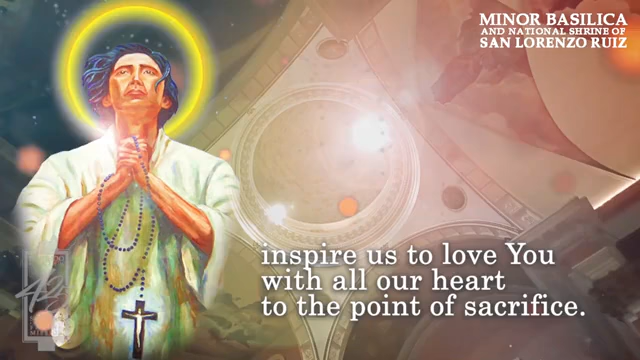 MINOR BASILICA
AND NATIONAL SHRINE OF
SAN LORENZO RUIZ
inspire us to love You
with all our heart
to the point of sacrifice.